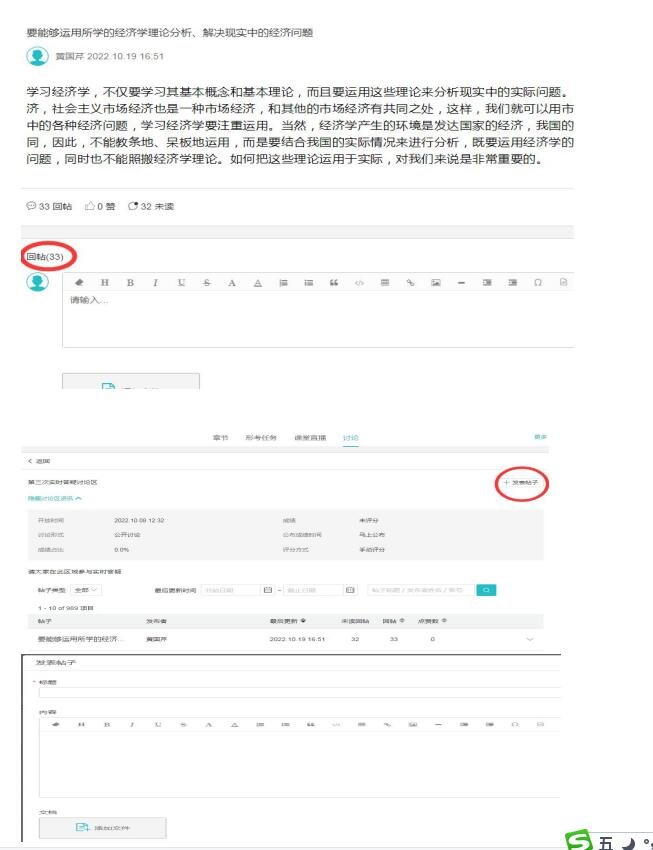 要能够运用所学的经济学理论分析、解决现实中的经济问题
黄国芹 2022.10.19 16:51
学习经济学，不仅要学习其基本概念和基本理论，而且要运用这些理论来分析现实中的实际问题。
济，社会主义市场经济也是一种市场经济，和其他的市场经济有共同之处，这样，我们就可以用市
中的各种经济问题，学习经济学要注重运用。当然，经济学产生的环境是发达国家的经济，我国的
同，因此，不能教条地、呆板地运用，而是要结合我国的实际情况来进行分析，既要运用经济学的
问题，同时也不能照搬经济学理论。如何把这些理论运用于实际，对我们来说是非常重要的。
33 回帖 0 赞 32 未读
回帖(33)
H B I U S A A
请输入...
章节 形考任务 课堂直播 讨论 更多
< 返回
第三次实时答疑讨论区 + 发表帖子
隐藏讨论区资讯
开放时间 2022.10.09 12:32 成绩 未评分
讨论形式 公开讨论 公布成绩时间 马上公布
成绩占比 0.0% 评分方式 手动评分
请大家在此区域参与实时答疑
帖子类型 全部 最后更新时间 开始日期 - 截止日期 帖子标题 / 发布者姓名 / 账号
1 - 10 of 969 项目
帖子 发布者 最后更新 未读回帖 回帖 点赞数
要能够运用所学的经济... 黄国芹 2022.10.19 16:51 32 33 0
发表帖子
* 标题
内容
H B I U S A A
文档
添加文件
五